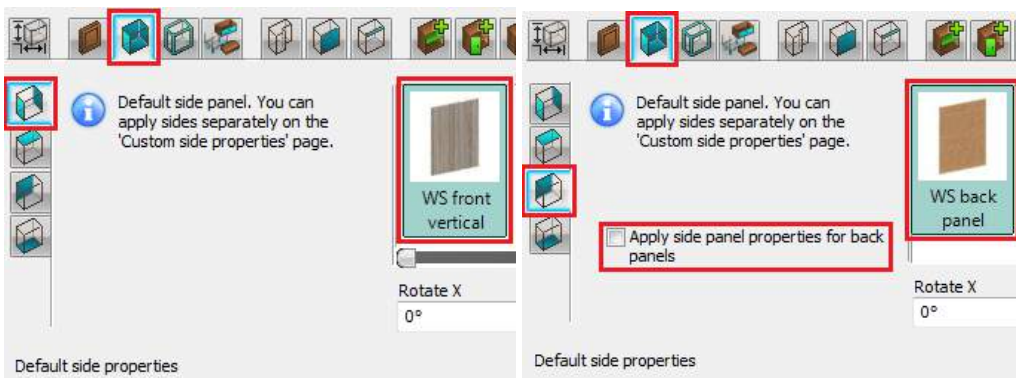 Default side panel. You can
apply sides separately on the
'Custom side properties' page.
WS front
vertical
Rotate X
0°
Default side properties
Default side panel. You can
apply sides separately on the
'Custom side properties' page.
WS back
panel
Apply side panel properties for back
panels
Rotate X
0°
Default side properties